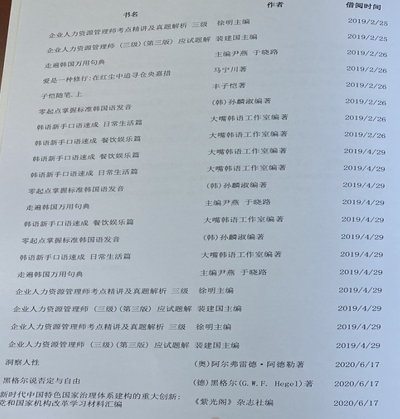 书名 作者 借阅时间
企业人力资源管理师考点精讲及真题解析 三级 徐明主编 2019/2/25
企业人力资源管理师 (三级)(第三版) 应试题解 裴建国主编 2019/2/25
走遍韩国万用句典 主编尹燕 于晓路 2019/2/26
爱是一种修行:在红尘中追寻仓央嘉措 马宁川著 2019/2/26
子恺随笔.上 丰子恺著 2019/2/26
零起点掌握标准韩国语发音 (韩)孙麟淑编著 2019/2/26
韩语新手口语速成 日常生活篇 大嘴韩语工作室编著 2019/2/26
韩语新手口语速成 餐饮娱乐篇 大嘴韩语工作室编著 2019/2/26
韩语新手口语速成 餐饮娱乐篇 大嘴韩语工作室编著 2019/4/29
韩语新手口语速成 日常生活篇 大嘴韩语工作室编著 2019/4/29
零起点掌握标准韩国语发音 (韩)孙麟淑编著 2019/4/29
走遍韩国万用句典 主编尹燕 于晓路 2019/4/29
韩语新手口语速成 餐饮娱乐篇 大嘴韩语工作室编著 2019/4/29
零起点掌握标准韩国语发音 (韩)孙麟淑编著 2019/4/29
韩语新手口语速成 日常生活篇 大嘴韩语工作室编著 2019/4/29
走遍韩国万用句典 主编尹燕 于晓路 2019/4/29
企业人力资源管理师考点精讲及真题解析 三级 徐明主编 2019/4/29
企业人力资源管理师 (三级)(第三版) 应试题解 裴建国主编 2019/4/29
企业人力资源管理师考点精讲及真题解析 三级 徐明主编 2019/4/29
企业人力资源管理师 (三级)(第三版) 应试题解 裴建国主编 2019/4/29
洞察人性 (奥)阿尔弗雷德·阿德勒著 2020/6/17
黑格尔说否定与自由 (德)黑格尔(G.W.F. Hegel)著 2020/6/17
新时代中国特色国家治理体系建构的重大创新: 《紫光阁》杂志社编 2020/6/17
党和国家机构改革学习材料汇编